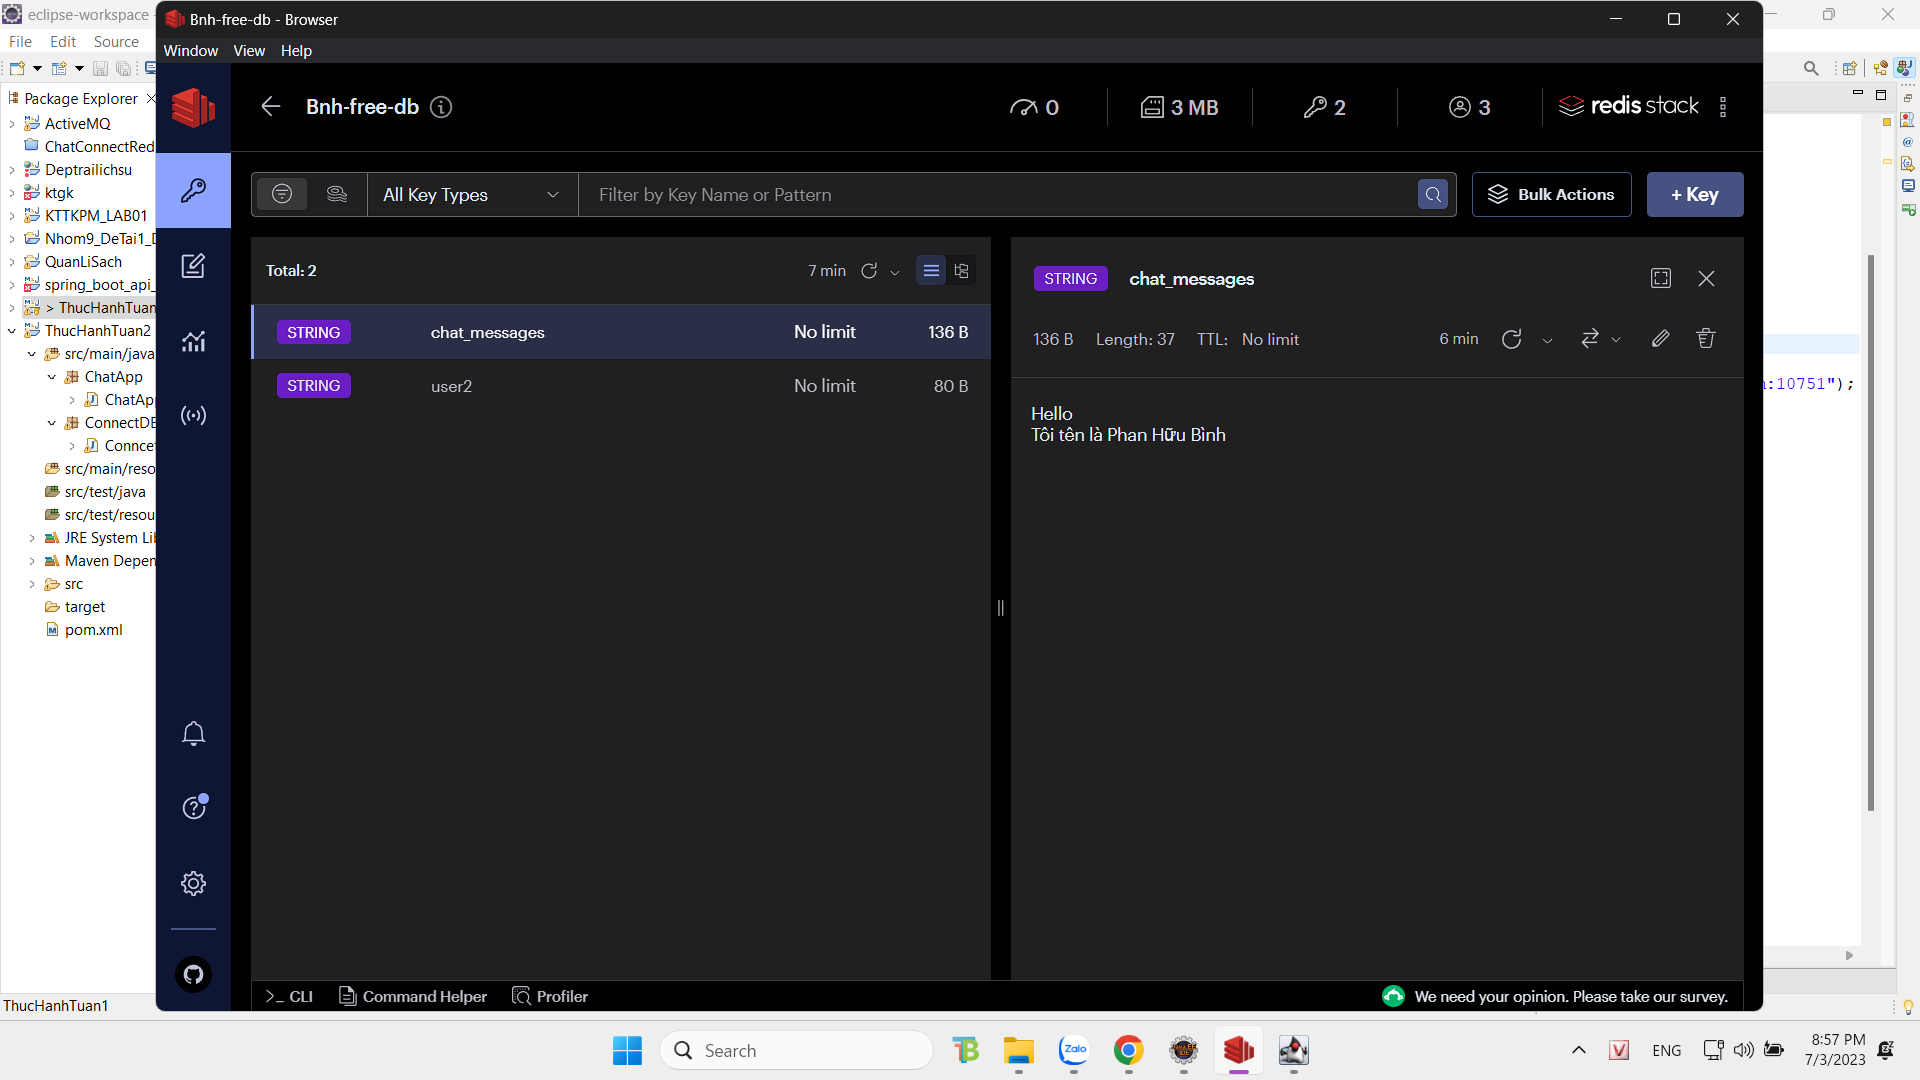 eclipse-workspace
File Edit Source
Package Explorer
ActiveMQ
ChatConnectRed
Deptrailichsu
ktgk
KTTKPM_LAB01
Nhom9_DeTai1_
QuanLiSach
spring_boot_api_
> ThucHanhTuan
ThucHanhTuan2
src/main/java
ChatApp
ChatAp
ConnectDE
Conncet
src/main/reso
src/test/java
src/test/resou
JRE System Lib
Maven Depen
src
target
pom.xml
ThucHanhTuan1
Bnh-free-db - Browser
Window View Help
Bnh-free-db
0
3 MB
2
3
redis stack
All Key Types
Filter by Key Name or Pattern
Bulk Actions
+ Key
Total: 2
7 min
STRING chat_messages No limit 136 B
STRING user2 No limit 80 B
STRING chat_messages
136 B Length: 37 TTL: No limit 6 min
Hello
Tôi tên là Phan Hữu Bình
:10751");
>_ CLI Command Helper Profiler
We need your opinion. Please take our survey.
Search
Zalo
ENG
8:57 PM
7/3/2023